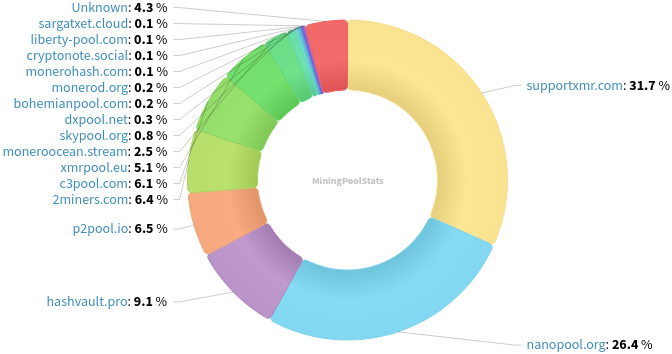 Unknown: 4.3 %
sargatxet.cloud: 0.1 %
liberty-pool.com: 0.1 %
cryptonote.social: 0.1 %
monerohash.com: 0.1 %
monerod.org: 0.2 %
bohemianpool.com: 0.2 %
dxpool.net: 0.3 %
skypool.org: 0.8 %
moneroocean.stream: 2.5 %
xmrpool.eu: 5.1 %
c3pool.com: 6.1 %
2miners.com: 6.4 %
p2pool.io: 6.5 %
hashvault.pro: 9.1 %
MiningPoolStats
supportxmr.com: 31.7 %
nanopool.org: 26.4 %